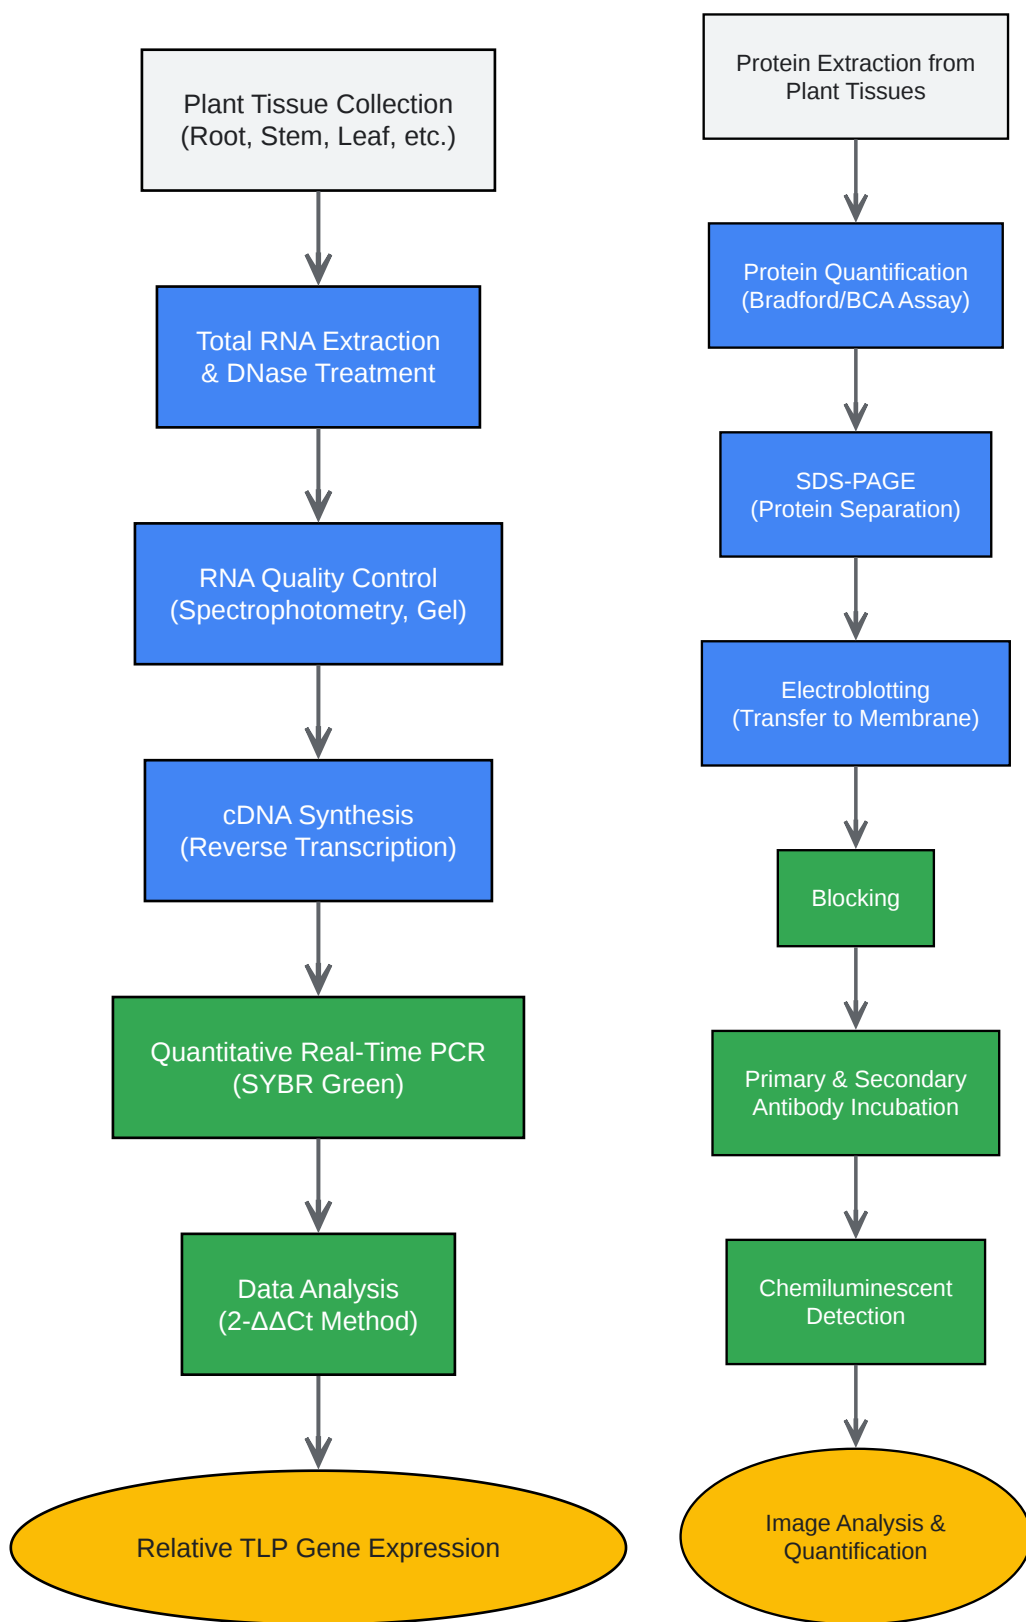 Plant Tissue Collection
(Root, Stem, Leaf, etc.)
Total RNA Extraction
& DNase Treatment
RNA Quality Control
(Spectrophotometry, Gel)
cDNA Synthesis
(Reverse Transcription)
Quantitative Real-Time PCR
(SYBR Green)
Data Analysis
(2-ΔΔCt Method)
Relative TLP Gene Expression
Protein Extraction from
Plant Tissues
Protein Quantification
(Bradford/BCA Assay)
SDS-PAGE
(Protein Separation)
Electroblotting
(Transfer to Membrane)
Blocking
Primary & Secondary
Antibody Incubation
Chemiluminescent
Detection
Image Analysis &
Quantification